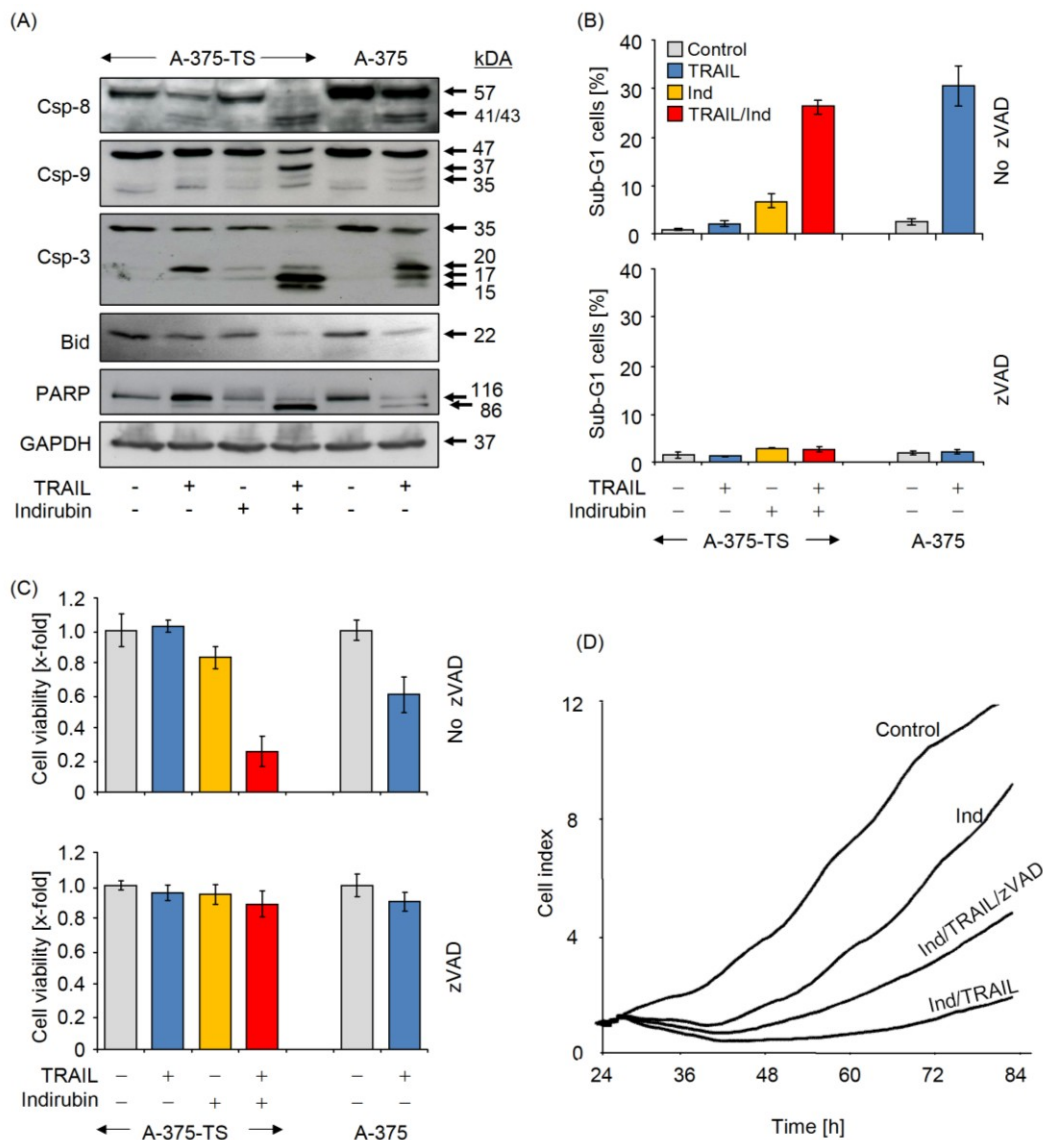 (A)
A-375-TS A-375 kDA
Csp-8
57
41/43
Csp-9
47
37
35
Csp-3
35
20
17
15
Bid
22
PARP
116
86
GAPDH
37
TRAIL - + - + - +
Indirubin - - + + - -
(B)
Control
TRAIL
Ind
TRAIL/Ind
Sub-G1 cells [%]
40
30
20
10
0
No zVAD
Sub-G1 cells [%]
40
30
20
10
0
zVAD
TRAIL − + − + − +
Indirubin − − + + − −
A-375-TS A-375
(C)
Cell viability [x-fold]
1.2
1.0
0.8
0.6
0.4
0.2
0
No zVAD
Cell viability [x-fold]
1.2
1.0
0.8
0.6
0.4
0.2
0
zVAD
TRAIL − + − + − +
Indirubin − − + + − −
A-375-TS A-375
(D)
Cell index
12
8
4
0
Control
Ind
Ind/TRAIL/zVAD
Ind/TRAIL
24 36 48 60 72 84
Time [h]